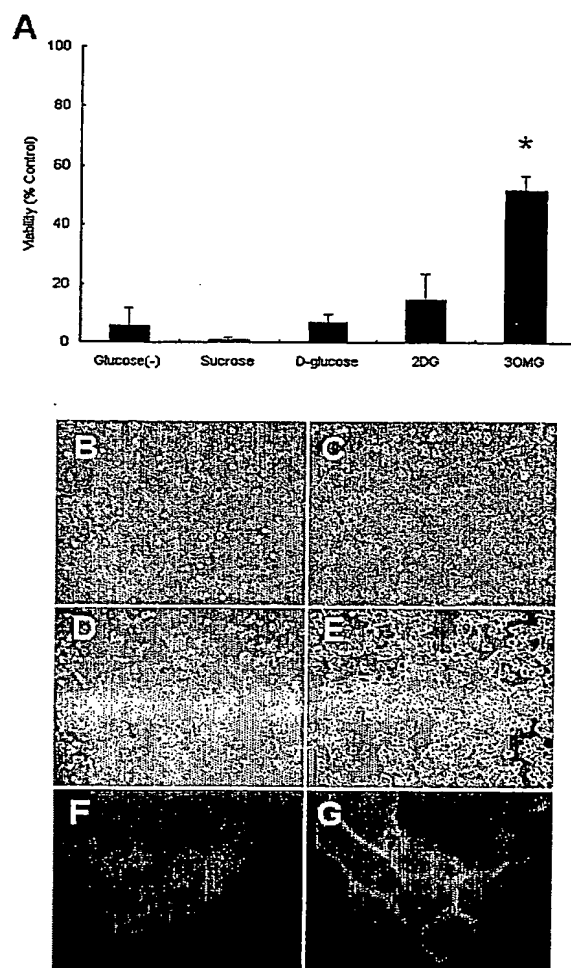 A
100
80
60
40
20
0
Viability (% Control)
*
Glucose(-) Sucrose D-glucose 2DG 3OMG
B C
D E
F G